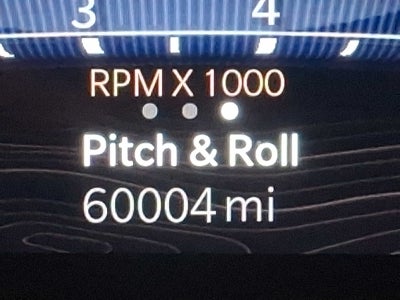 3 4
RPM X 1000
Pitch & Roll
60004 mi